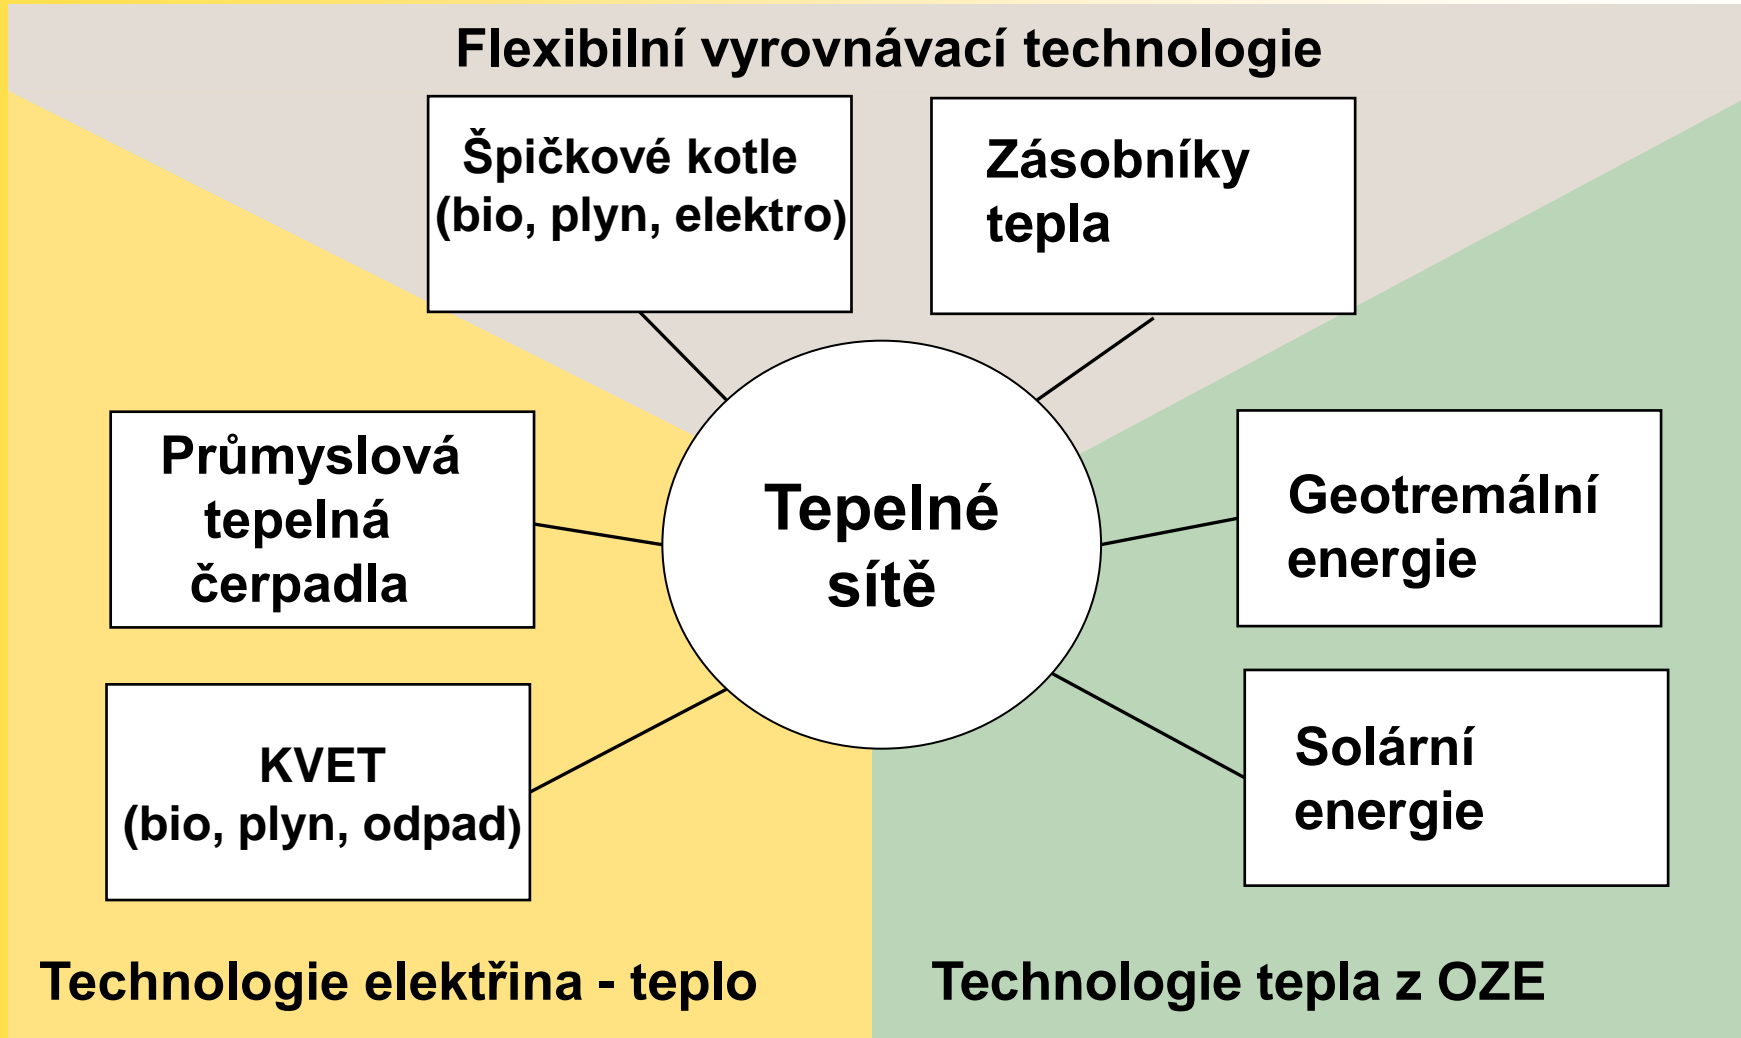 Flexibilní vyrovnávací technologie
Špičkové kotle
(bio, plyn, elektro)
Zásobníky
tepla
Průmyslová
tepelná
čerpadla
Tepelné
sítě
Geotremální
energie
KVET
(bio, plyn, odpad)
Solární
energie
Technologie elektřina - teplo
Technologie tepla z OZE